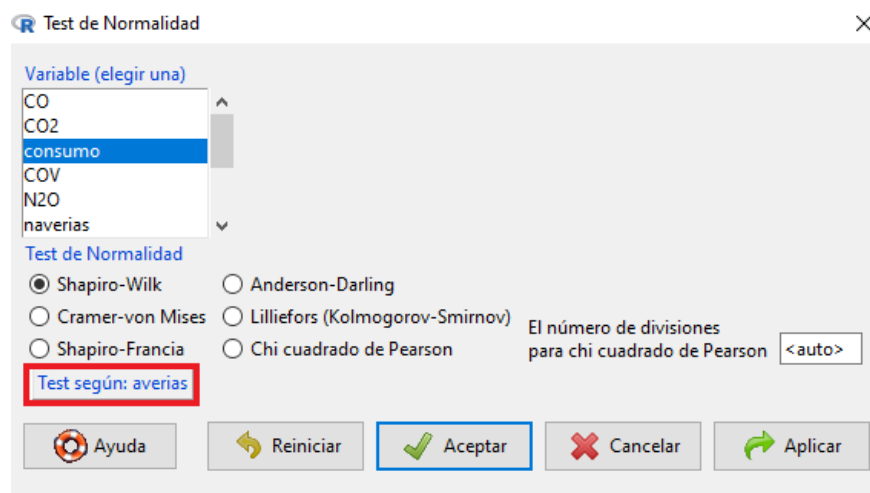 Test de Normalidad
Variable (elegir una)
CO
CO2
consumo
COV
N2O
naverias
Test de Normalidad
Shapiro-Wilk
Anderson-Darling
Cramer-von Mises
Lilliefors (Kolmogorov-Smirnov)
Shapiro-Francia
Chi cuadrado de Pearson
El número de divisiones
para chi cuadrado de Pearson
<auto>
Test según: averias
Ayuda
Reiniciar
Aceptar
Cancelar
Aplicar